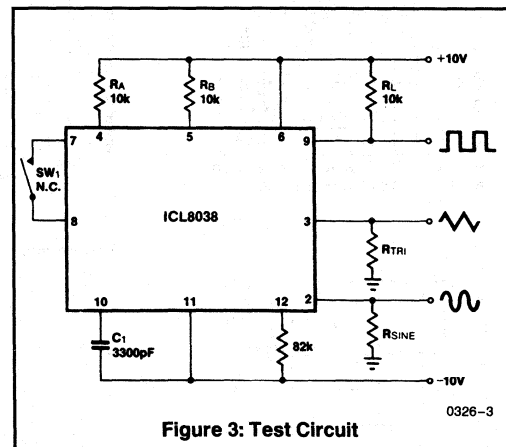 +10V
RA
10k
RB
10k
RL
10k
4
5
6
7
9
SW1
N.C.
ICL8038
8
3
RTRI
2
10
11
12
RSINE
C1
3300pF
82k
-10V
0326-3
Figure 3: Test Circuit